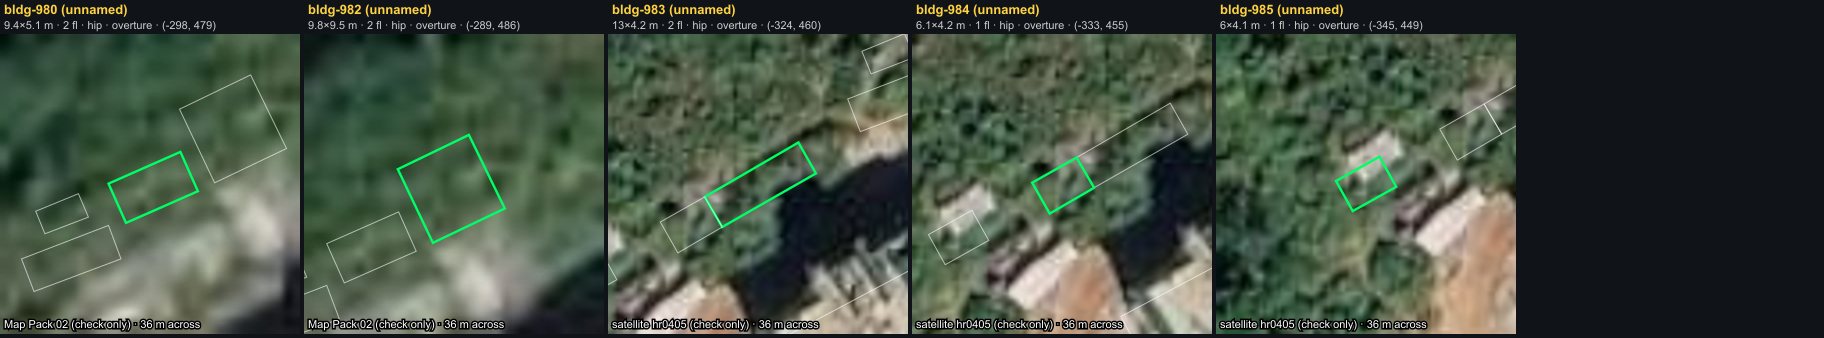 bldg-980 (unnamed)
9.4×5.1 m · 2 fl · hip · overture · (-298, 479)
Map Pack 02 (check only) · 36 m across
bldg-982 (unnamed)
9.8×9.5 m · 2 fl · hip · overture · (-289, 486)
Map Pack 02 (check only) · 36 m across
bldg-983 (unnamed)
13×4.2 m · 2 fl · hip · overture · (-324, 460)
satellite hr0405 (check only) · 36 m across
bldg-984 (unnamed)
6.1×4.2 m · 1 fl · hip · overture · (-333, 455)
satellite hr0405 (check only) · 36 m across
bldg-985 (unnamed)
6×4.1 m · 1 fl · hip · overture · (-345, 449)
satellite hr0405 (check only) · 36 m across